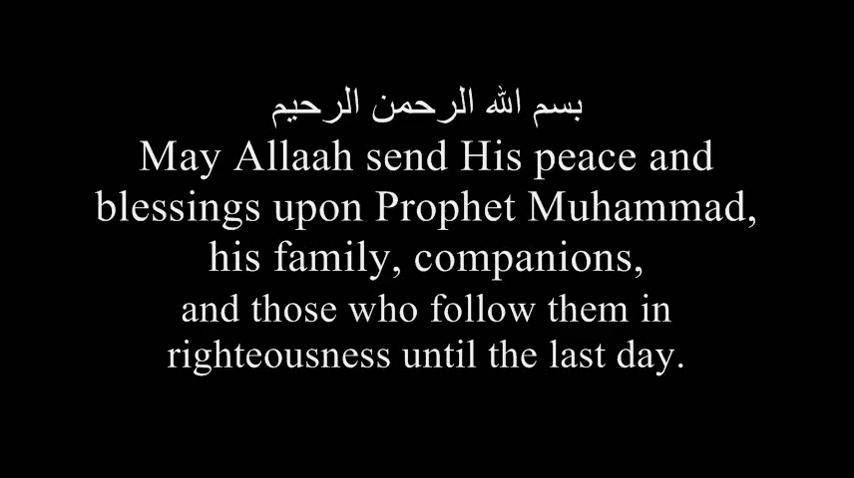 بسم الله الرحمن الرحيم
May Allaah send His peace and
blessings upon Prophet Muhammad,
his family, companions,
and those who follow them in
righteousness until the last day.